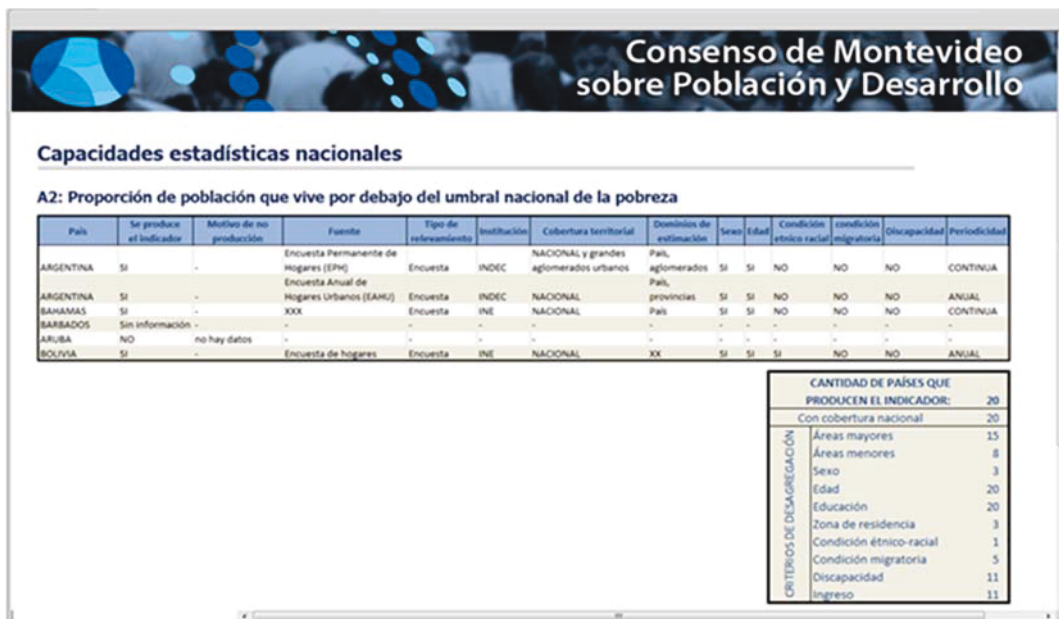 Consenso de Montevideo
sobre Población y Desarrollo
Capacidades estadísticas nacionales
A2: Proporción de población que vive por debajo del umbral nacional de la pobreza
País Se produce el indicador Motivo de no producción Fuente Tipo de relevamiento Institución Cobertura territorial Dominios de estimación Sexo Edad Condición etnico racial condición migratoria Discapacidad Periodicidad
ARGENTINA SI - Encuesta Permanente de Hogares (EPH) Encuesta INDEC NACIONAL y grandes aglomerados urbanos País, aglomerados SI SI NO NO NO CONTINUA
ARGENTINA SI - Encuesta Anual de Hogares Urbanos (EAHU) Encuesta INDEC NACIONAL País, provincias SI SI NO NO NO ANUAL
BAHAMAS SI - XXX Encuesta INE NACIONAL País SI SI NO NO NO CONTINUA
BARBADOS Sin información - - - - - - - - - - - -
ARUBA NO no hay datos - - - - - - - - - - -
BOLIVIA SI - Encuesta de hogares Encuesta INE NACIONAL XX SI SI SI NO NO ANUAL
CANTIDAD DE PAÍSES QUE
PRODUCEN EL INDICADOR: 20
Con cobertura nacional 20
CRITERIOS DE DESAGREGACIÓN
Áreas mayores 15
Áreas menores 8
Sexo 3
Edad 20
Educación 20
Zona de residencia 3
Condición étnico-racial 1
Condición migratoria 5
Discapacidad 11
Ingreso 11